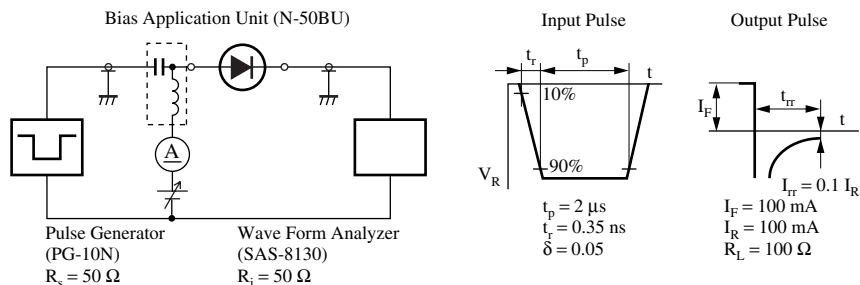 Bias Application Unit (N-50BU)
A
Pulse Generator
(PG-10N)
R_s = 50 Ω
Wave Form Analyzer
(SAS-8130)
R_i = 50 Ω
Input Pulse
t_r
t_p
t
10%
90%
V_R
t_p = 2 μs
t_r = 0.35 ns
δ = 0.05
Output Pulse
I_F
t_rr
t
I_rr = 0.1 I_R
I_F = 100 mA
I_R = 100 mA
R_L = 100 Ω